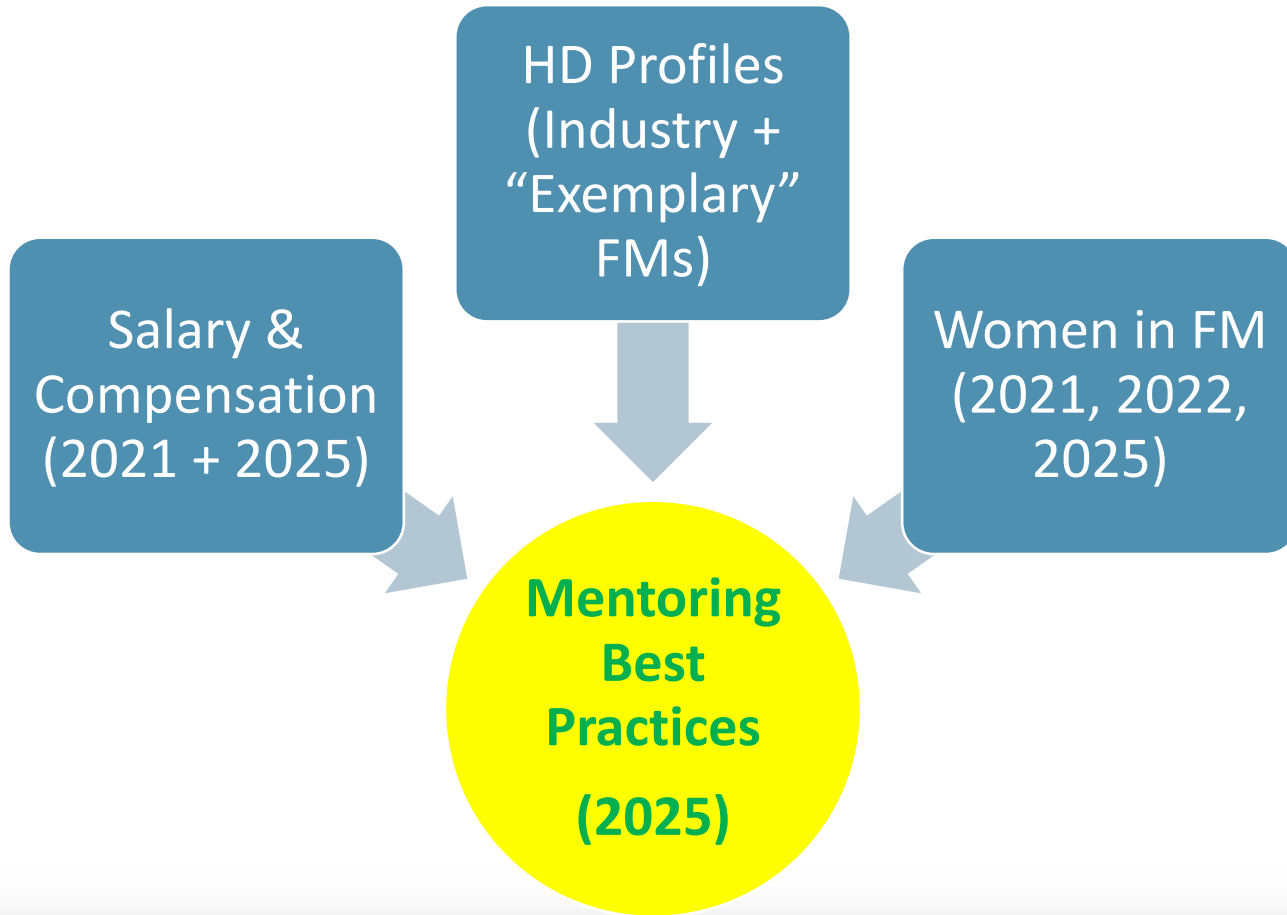 HD Profiles
(Industry +
“Exemplary”
FMs)
Salary &
Compensation
(2021 + 2025)
Women in FM
(2021, 2022,
2025)
Mentoring
Best
Practices
(2025)